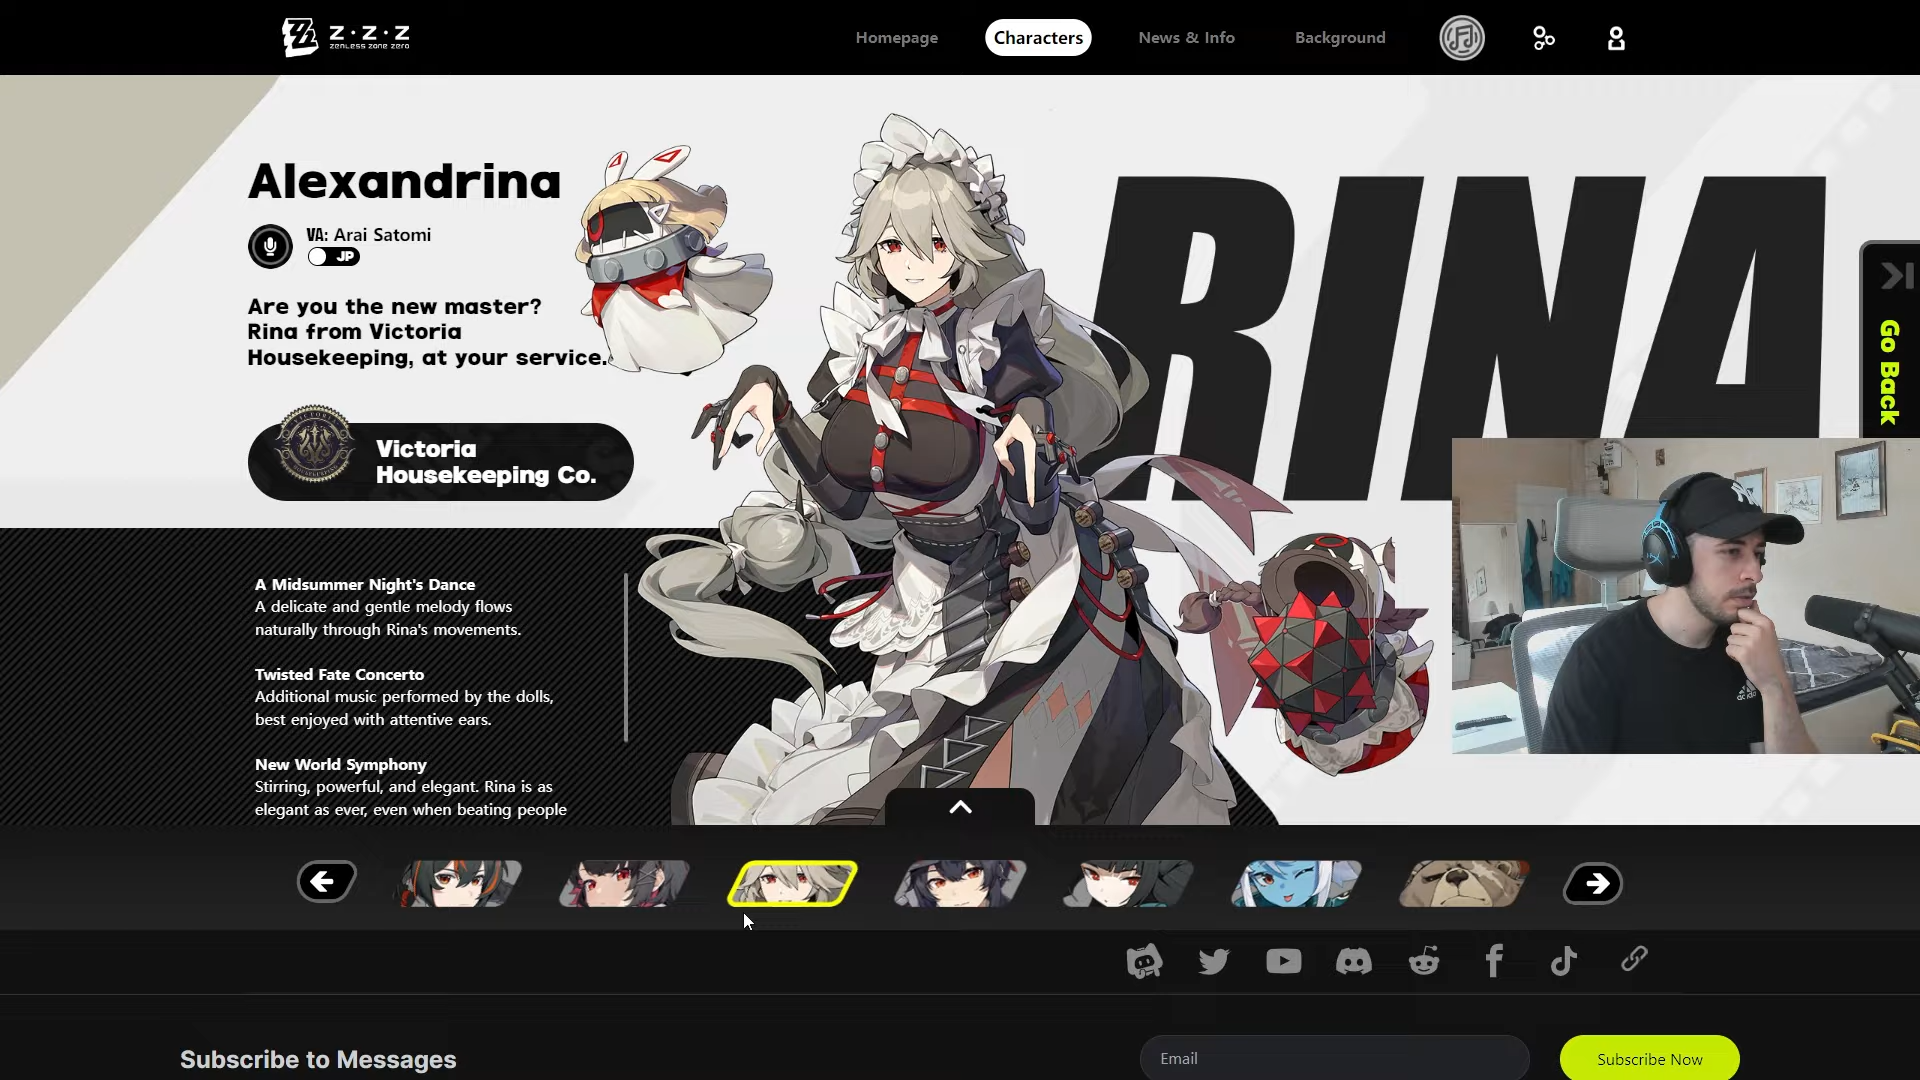 Z·Z·Z
ZENLESS ZONE ZERO
Homepage
Characters
News & Info
Background
Alexandrina
VA: Arai Satomi
JP
Are you the new master?
Rina from Victoria
Housekeeping, at your service.
Victoria
Housekeeping Co.
RINA
Go Back
A Midsummer Night's Dance
A delicate and gentle melody flows
naturally through Rina's movements.
Twisted Fate Concerto
Additional music performed by the dolls,
best enjoyed with attentive ears.
New World Symphony
Stirring, powerful, and elegant. Rina is as
elegant as ever, even when beating people
Subscribe to Messages
Email
Subscribe Now